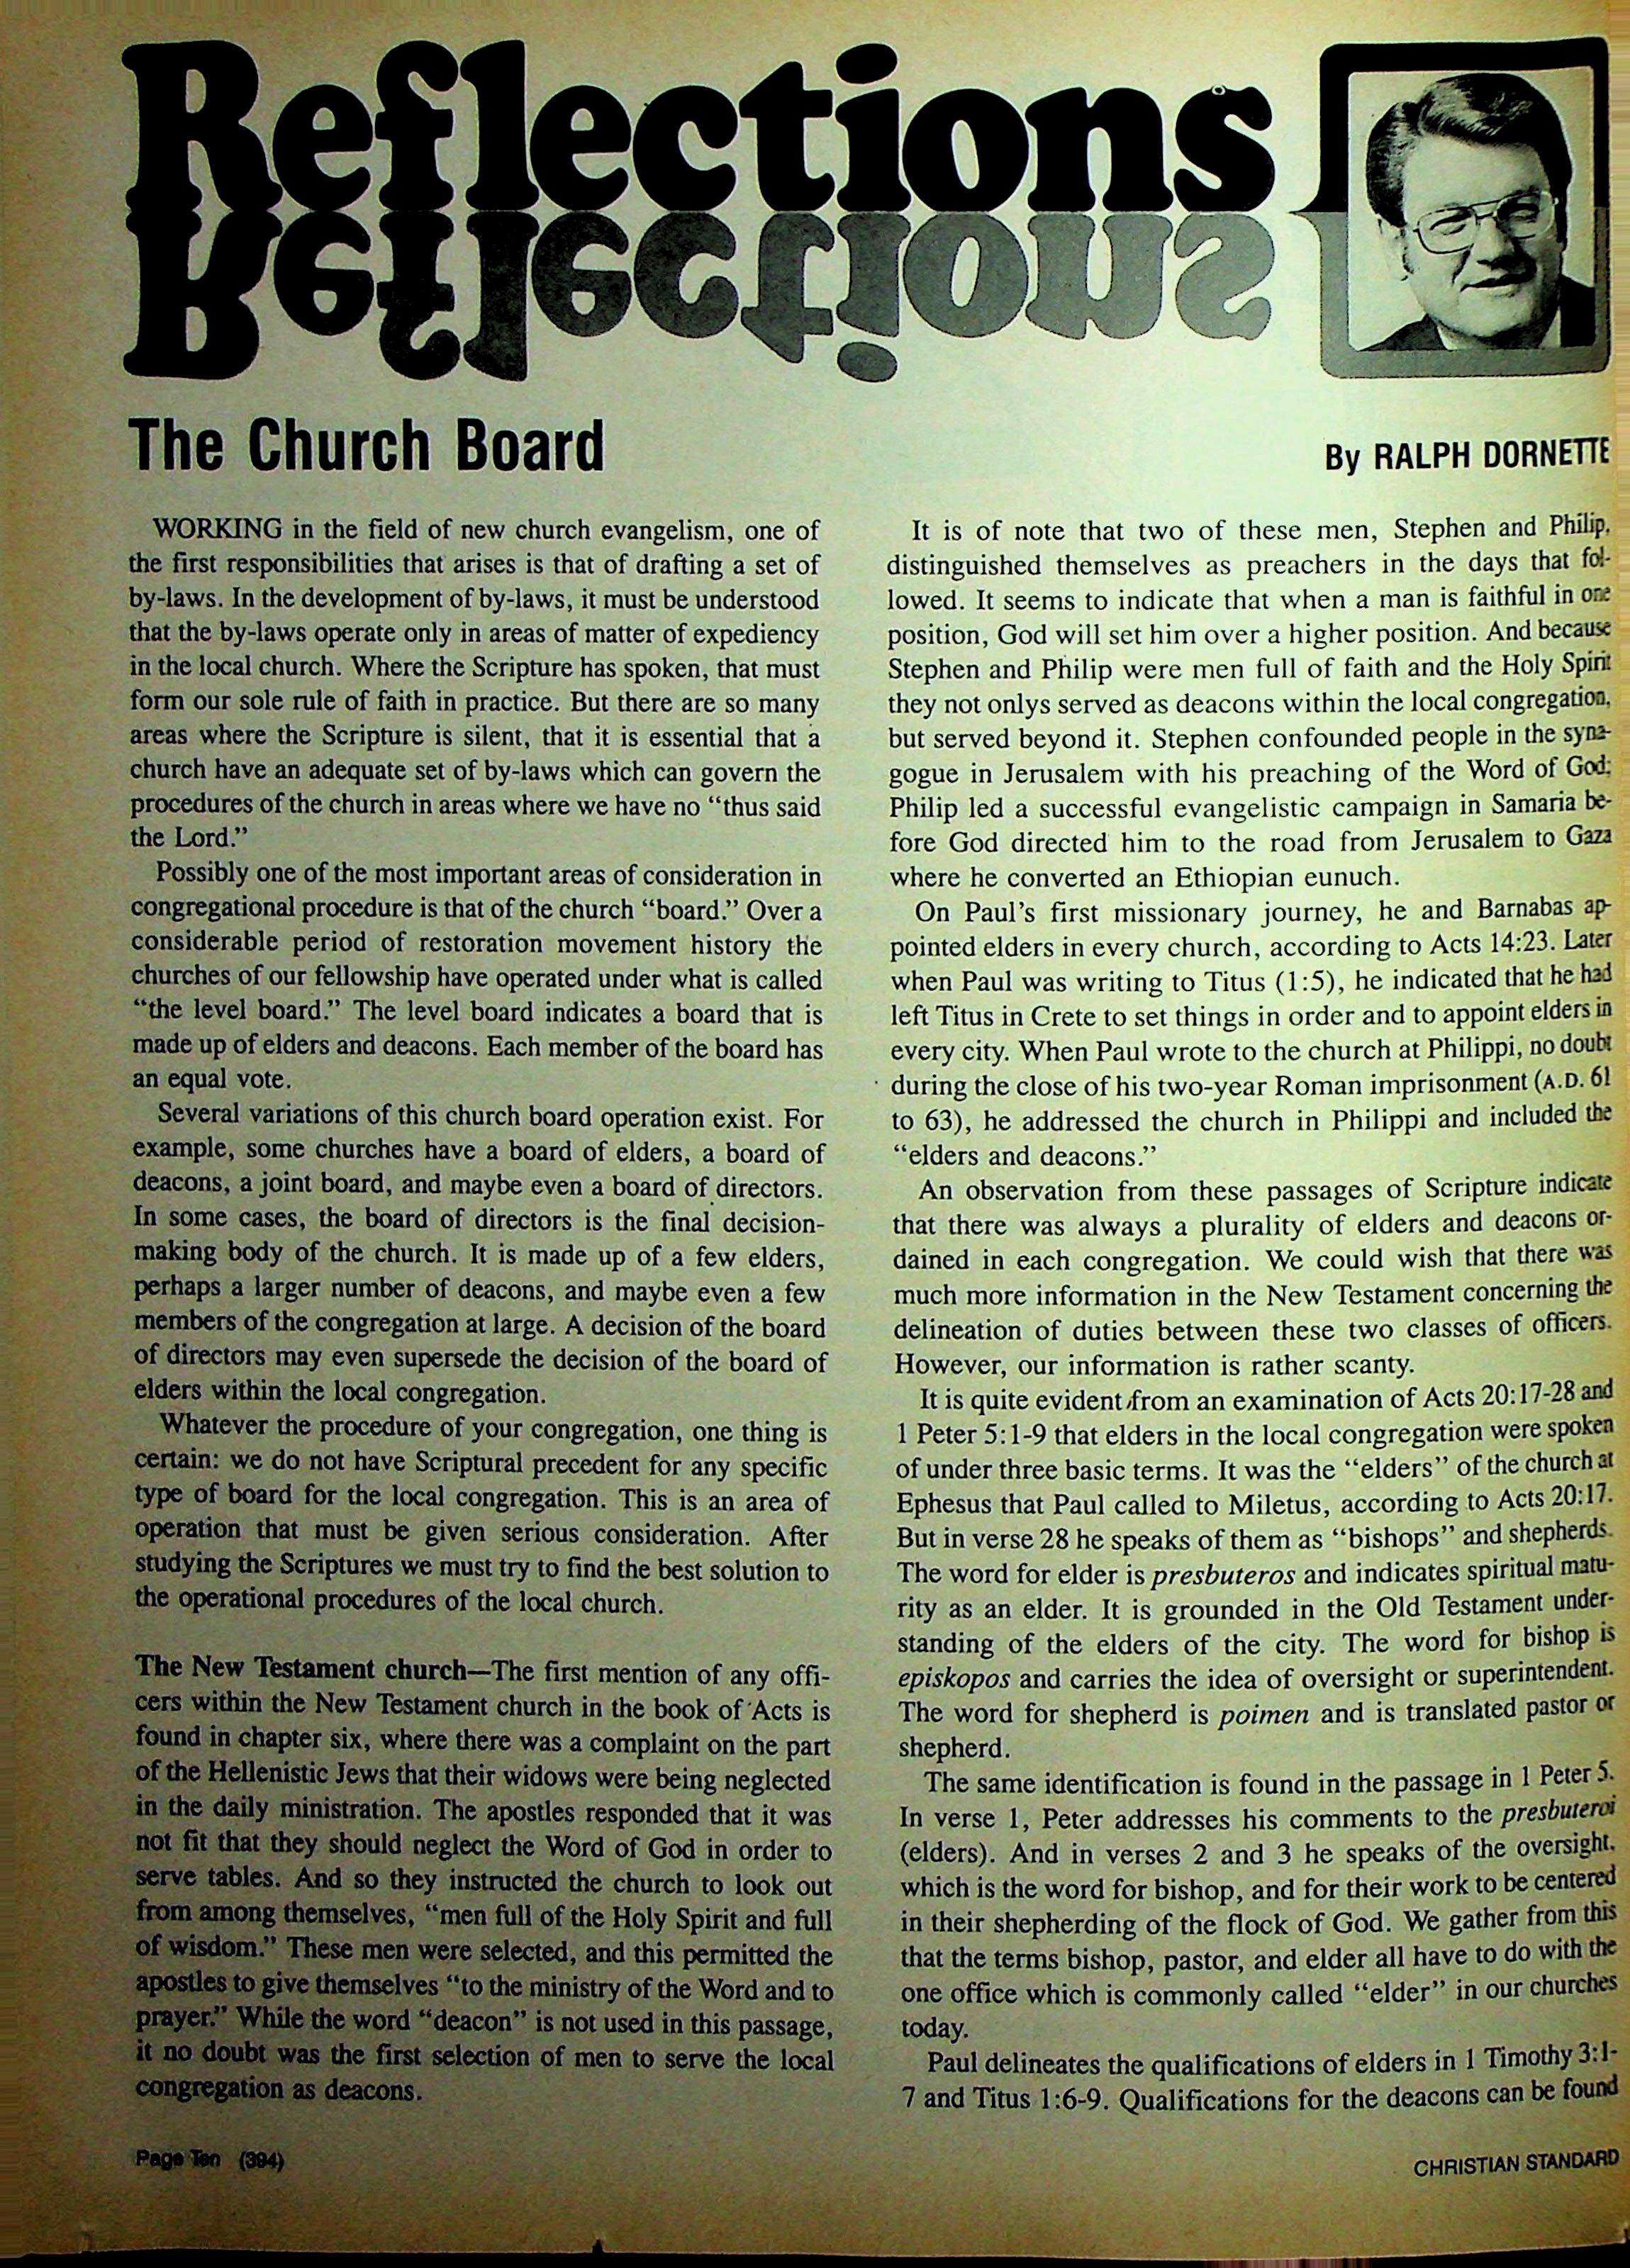 Reflections
The Church Board
By RALPH DORNETTE
WORKING in the field of new church evangelism, one of
the first responsibilities that arises is that of drafting a set of
by-laws. In the development of by-laws, it must be understood
that the by-laws operate only in areas of matter of expediency
in the local church. Where the Scripture has spoken, that must
form our sole rule of faith in practice. But there are so many
areas where the Scripture is silent, that it is essential that a
church have an adequate set of by-laws which can govern the
procedures of the church in areas where we have no “thus said
the Lord.”
Possibly one of the most important areas of consideration in
congregational procedure is that of the church “board.” Over a
considerable period of restoration movement history the
churches of our fellowship have operated under what is called
“the level board.” The level board indicates a board that is
made up of elders and deacons. Each member of the board has
an equal vote.
Several variations of this church board operation exist. For
example, some churches have a board of elders, a board of
deacons, a joint board, and maybe even a board of directors.
In some cases, the board of directors is the final decision-
making body of the church. It is made up of a few elders,
perhaps a larger number of deacons, and maybe even a few
members of the congregation at large. A decision of the board
of directors may even supersede the decision of the board of
elders within the local congregation.
Whatever the procedure of your congregation, one thing is
certain: we do not have Scriptural precedent for any specific
type of board for the local congregation. This is an area of
operation that must be given serious consideration. After
studying the Scriptures we must try to find the best solution to
the operational procedures of the local church.
The New Testament church—The first mention of any offi-
cers within the New Testament church in the book of Acts is
found in chapter six, where there was a complaint on the part
of the Hellenistic Jews that their widows were being neglected
in the daily ministration. The apostles responded that it was
not fit that they should neglect the Word of God in order to
serve tables. And so they instructed the church to look out
from among themselves, “men full of the Holy Spirit and full
of wisdom.” These men were selected, and this permitted the
apostles to give themselves “to the ministry of the Word and to
prayer.” While the word “deacon” is not used in this passage,
it no doubt was the first selection of men to serve the local
congregation as deacons.
It is of note that two of these men, Stephen and Philip,
distinguished themselves as preachers in the days that fol-
lowed. It seems to indicate that when a man is faithful in one
position, God will set him over a higher position. And because
Stephen and Philip were men full of faith and the Holy Spirit
they not onlys served as deacons within the local congregation,
but served beyond it. Stephen confounded people in the syna-
gogue in Jerusalem with his preaching of the Word of God;
Philip led a successful evangelistic campaign in Samaria be-
fore God directed him to the road from Jerusalem to Gaza
where he converted an Ethiopian eunuch.
On Paul’s first missionary journey, he and Barnabas ap-
pointed elders in every church, according to Acts 14:23. Later
when Paul was writing to Titus (1:5), he indicated that he had
left Titus in Crete to set things in order and to appoint elders in
every city. When Paul wrote to the church at Philippi, no doubt
during the close of his two-year Roman imprisonment (A.D. 61
to 63), he addressed the church in Philippi and included the
“elders and deacons.”
An observation from these passages of Scripture indicate
that there was always a plurality of elders and deacons or-
dained in each congregation. We could wish that there was
much more information in the New Testament concerning the
delineation of duties between these two classes of officers.
However, our information is rather scanty.
It is quite evident from an examination of Acts 20:17-28 and
1 Peter 5:1-9 that elders in the local congregation were spoken
of under three basic terms. It was the “elders” of the church at
Ephesus that Paul called to Miletus, according to Acts 20:17.
But in verse 28 he speaks of them as “bishops” and shepherds.
The word for elder is presbuteros and indicates spiritual matu-
rity as an elder. It is grounded in the Old Testament under-
standing of the elders of the city. The word for bishop is
episkopos and carries the idea of oversight or superintendent.
The word for shepherd is poimen and is translated pastor or
shepherd.
The same identification is found in the passage in 1 Peter 5.
In verse 1, Peter addresses his comments to the presbuteroi
(elders). And in verses 2 and 3 he speaks of the oversight,
which is the word for bishop, and for their work to be centered
in their shepherding of the flock of God. We gather from this
that the terms bishop, pastor, and elder all have to do with the
one office which is commonly called “elder” in our churches
today.
Paul delineates the qualifications of elders in 1 Timothy 3:1-
7 and Titus 1:6-9. Qualifications for the deacons can be found
Page Ten (394)
CHRISTIAN STANDARD